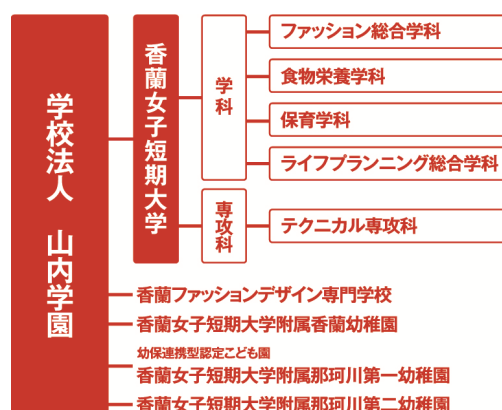 学校法人 山内学園
香蘭女子短期大学
学科
ファッション総合学科
食物栄養学科
保育学科
ライフプランニング総合学科
専攻科
テクニカル専攻科
香蘭ファッションデザイン専門学校
香蘭女子短期大学附属香蘭幼稚園
幼保連携型認定こども園
香蘭女子短期大学附属那珂川第一幼稚園
香蘭女子短期大学附属那珂川第二幼稚園